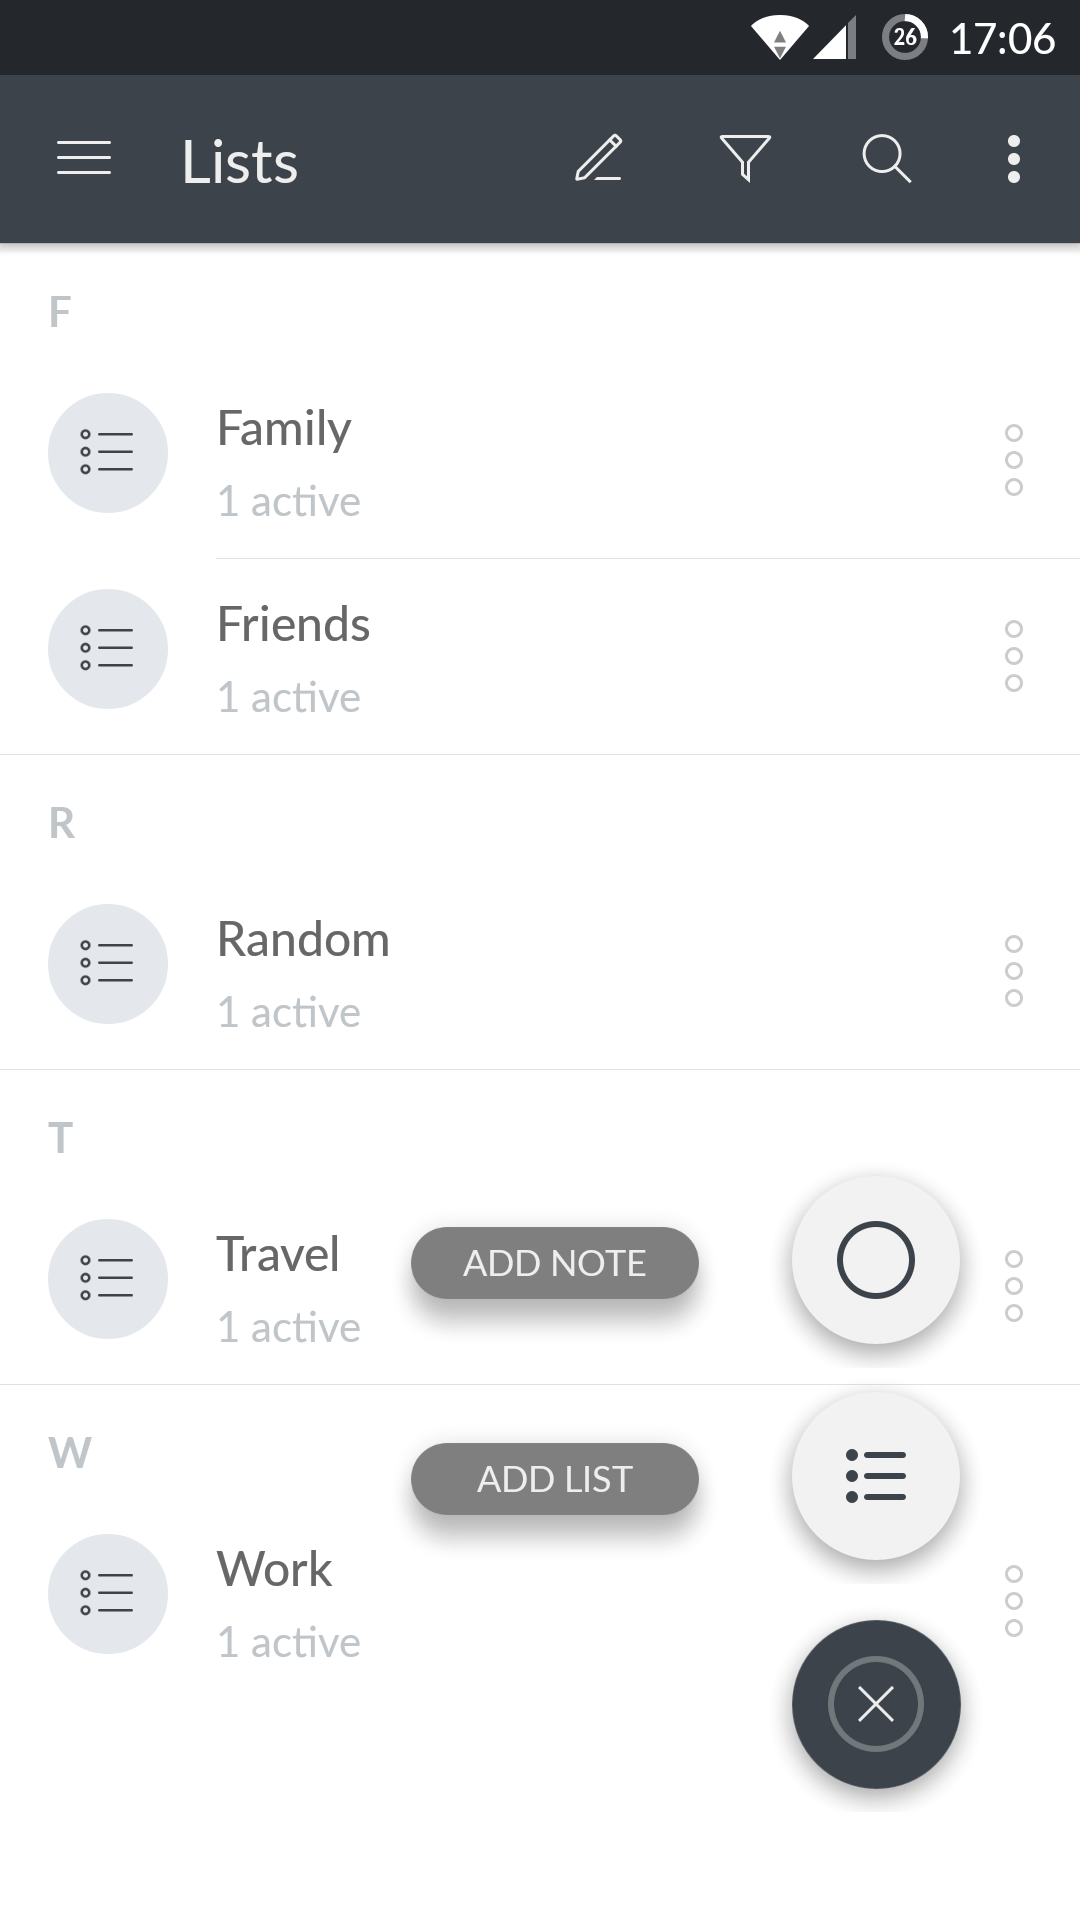 26 17:06
Lists
F
Family
1 active
Friends
1 active
R
Random
1 active
T
Travel
1 active
ADD NOTE
W
ADD LIST
Work
1 active